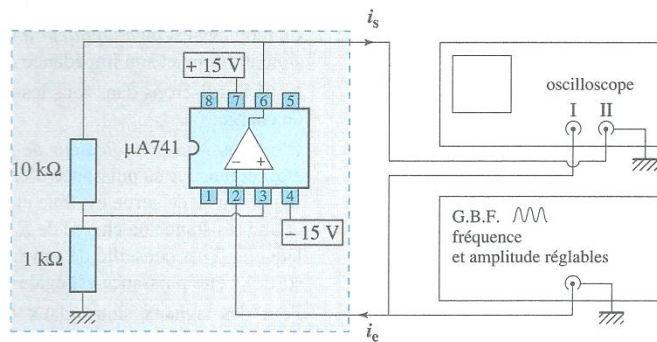 i_s
+ 15 V
8 7 6 5
oscilloscope
I II
µA741
10 kΩ
- +
1 2 3 4
- 15 V
G.B.F.
fréquence
et amplitude réglables
1 kΩ
i_e